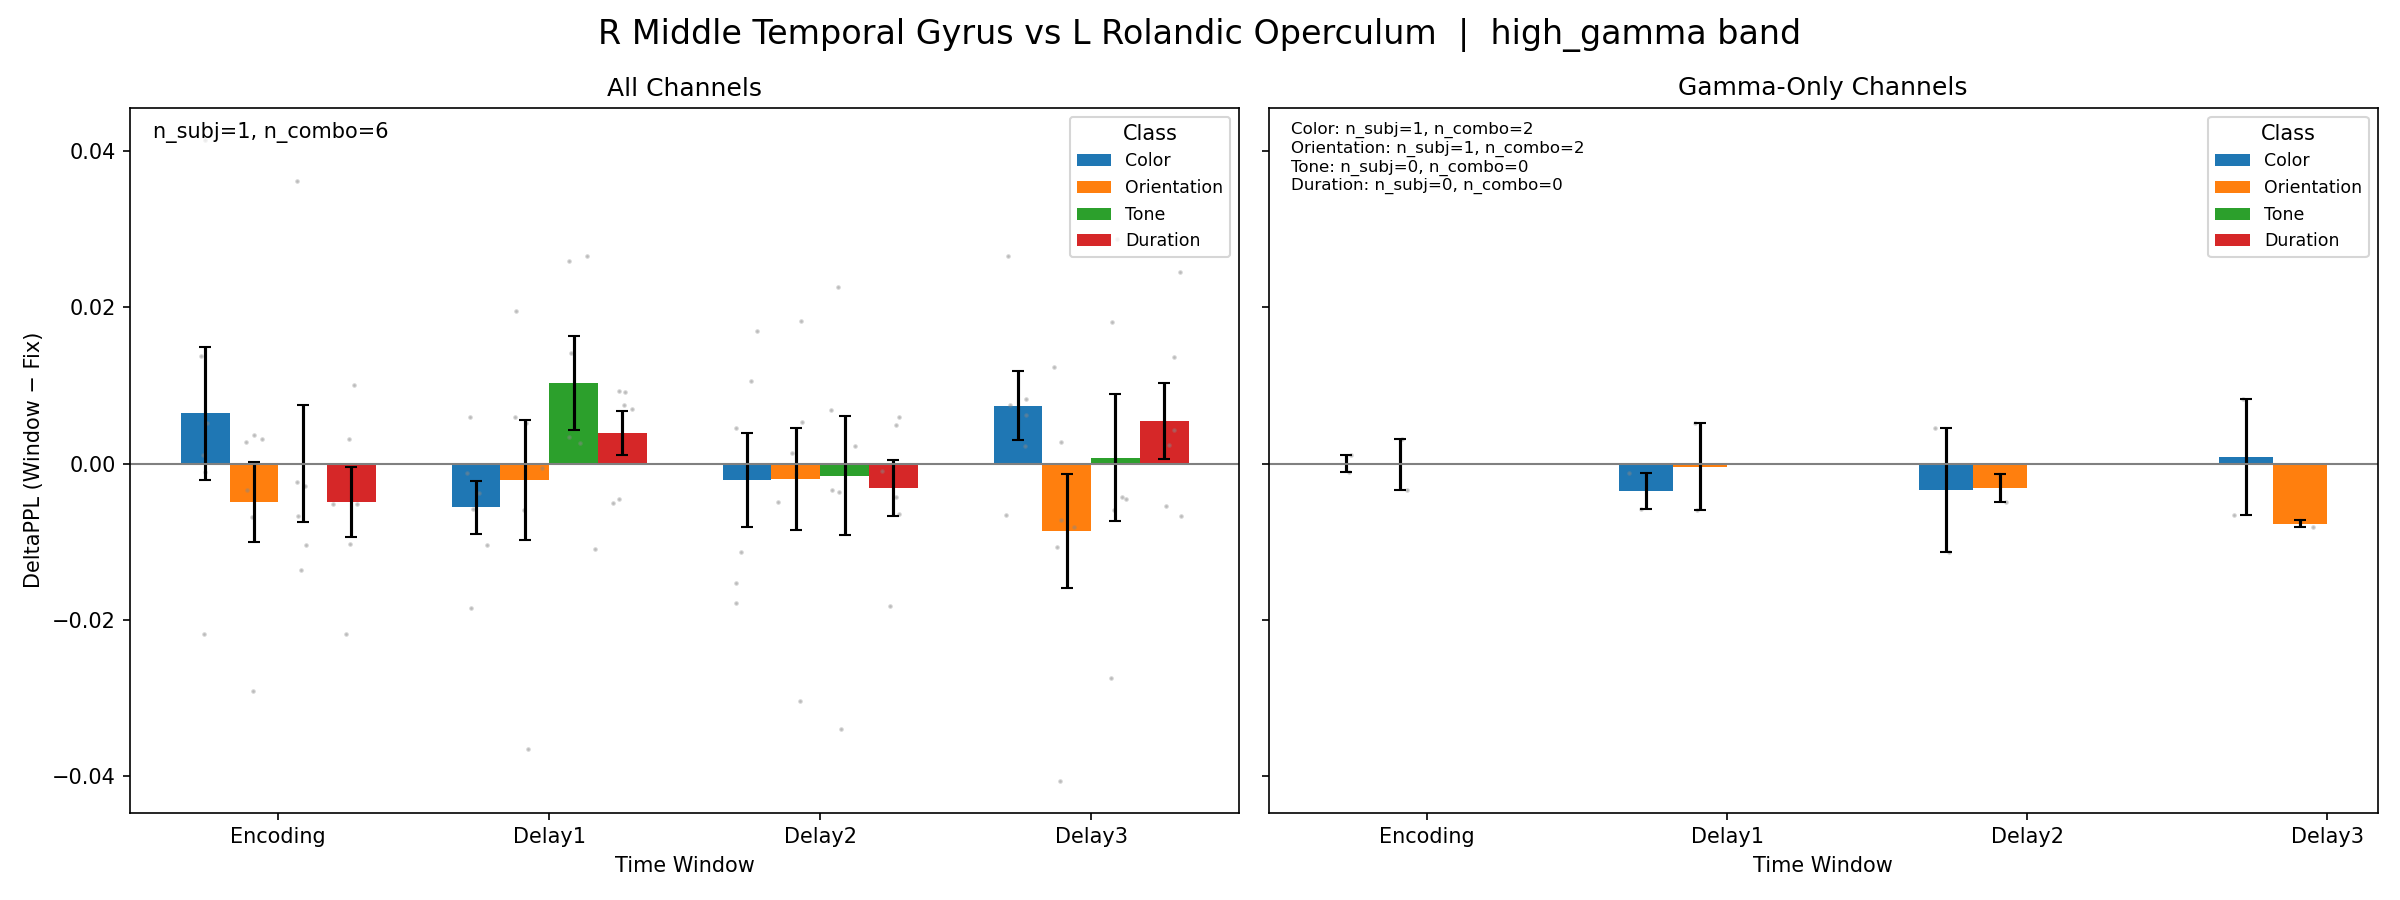 R Middle Temporal Gyrus vs L Rolandic Operculum | high_gamma band
All Channels
n_subj=1, n_combo=6
Class
Color
Orientation
Tone
Duration
0.04
0.02
0.00
−0.02
−0.04
DeltaPPL (Window − Fix)
Encoding
Delay1
Delay2
Delay3
Time Window
Gamma-Only Channels
Color: n_subj=1, n_combo=2
Orientation: n_subj=1, n_combo=2
Tone: n_subj=0, n_combo=0
Duration: n_subj=0, n_combo=0
Class
Color
Orientation
Tone
Duration
Encoding
Delay1
Delay2
Delay3
Time Window